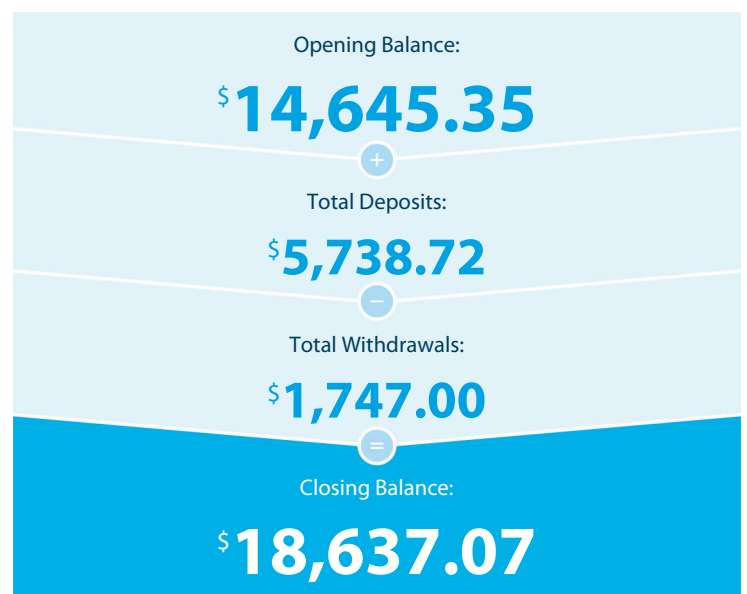 Opening Balance:
$14,645.35
+
Total Deposits:
$5,738.72
−
Total Withdrawals:
$1,747.00
=
Closing Balance:
$18,637.07